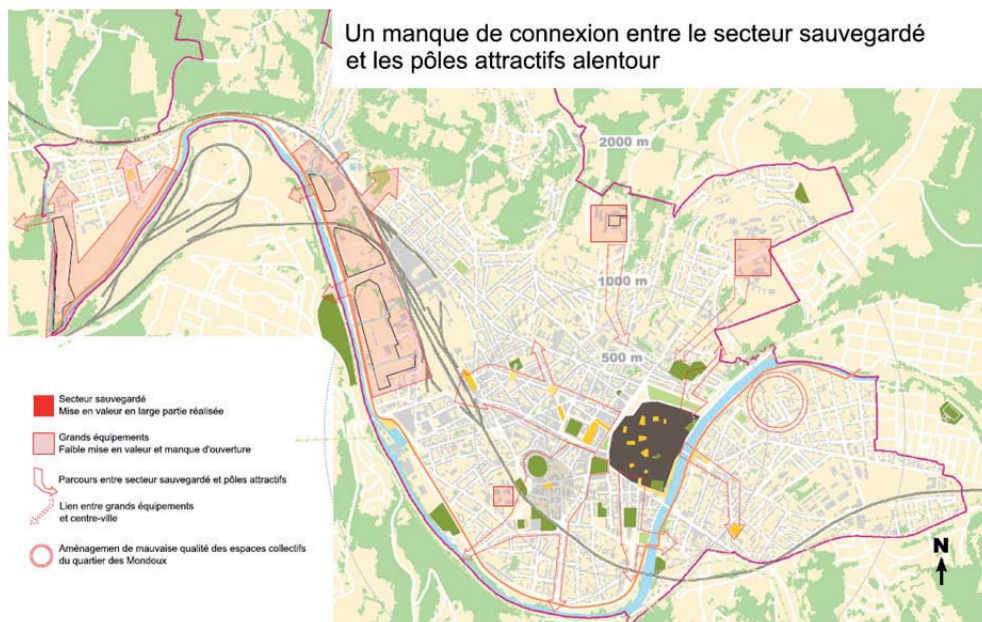 Un manque de connexion entre le secteur sauvegardé
et les pôles attractifs alentour
2000 m
1000 m
500 m
Secteur sauvegardé
Mise en valeur en large partie réalisée
Grands équipements
Faible mise en valeur et manque d'ouverture
Parcours entre secteur sauvegardé et pôles attractifs
Lien entre grands équipements
et centre-ville
Aménagemen de mauvaise qualité des espaces collectifs
du quartier des Mondoux
N